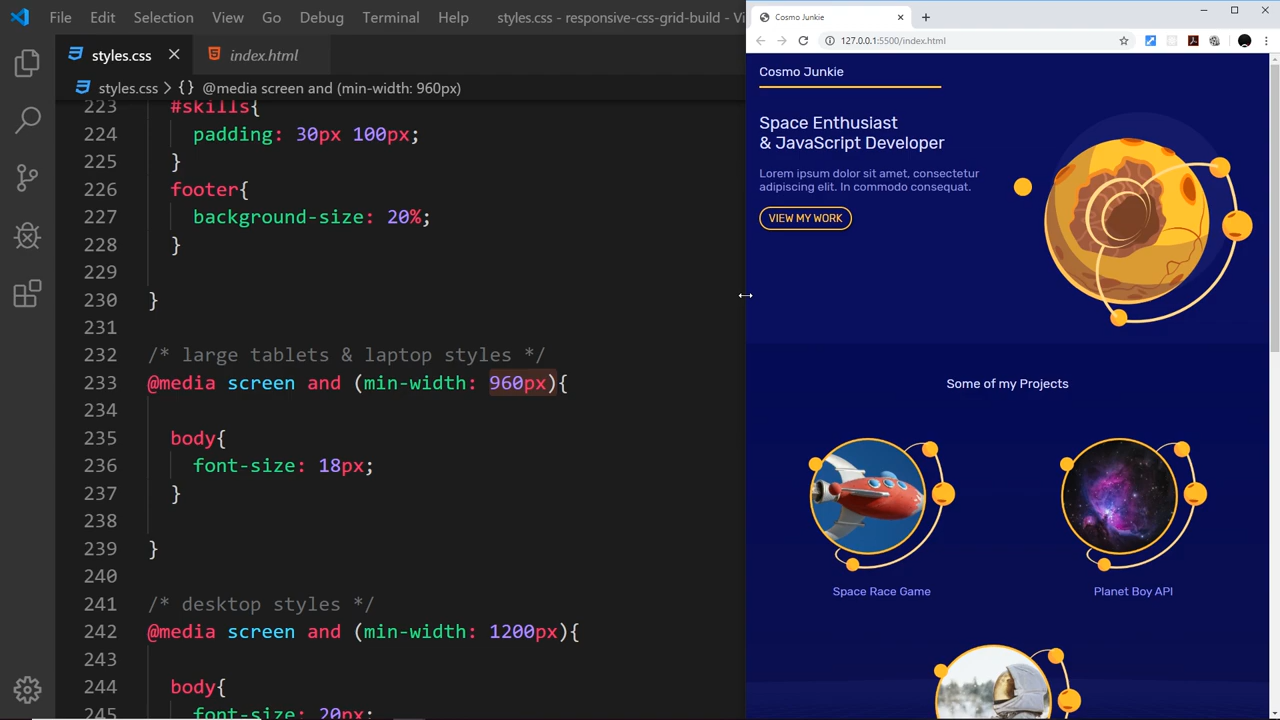 File Edit Selection View Go Debug Terminal Help styles.css - responsive-css-grid-build - Vi
styles.css
index.html
styles.css > {} @media screen and (min-width: 960px)
223 #skills{
224 padding: 30px 100px;
225 }
226 footer{
227 background-size: 20%;
228 }
229
230 }
231
232 /* large tablets & laptop styles */
233 @media screen and (min-width: 960px){
234
235 body{
236 font-size: 18px;
237 }
238
239 }
240
241 /* desktop styles */
242 @media screen and (min-width: 1200px){
243
244 body{
245 font-size: 20px;
Cosmo Junkie
127.0.0.1:5500/index.html
Cosmo Junkie
Space Enthusiast
& JavaScript Developer
Lorem ipsum dolor sit amet, consectetur
adipiscing elit. In commodo consequat.
VIEW MY WORK
Some of my Projects
Space Race Game
Planet Boy API